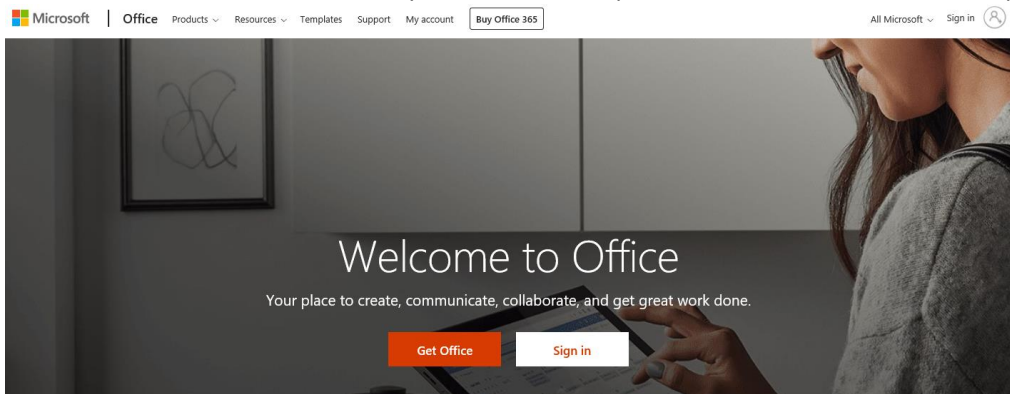 Microsoft Office Products Resources Templates Support My account Buy Office 365 All Microsoft Sign in
Welcome to Office
Your place to create, communicate, collaborate, and get great work done.
Get Office Sign in